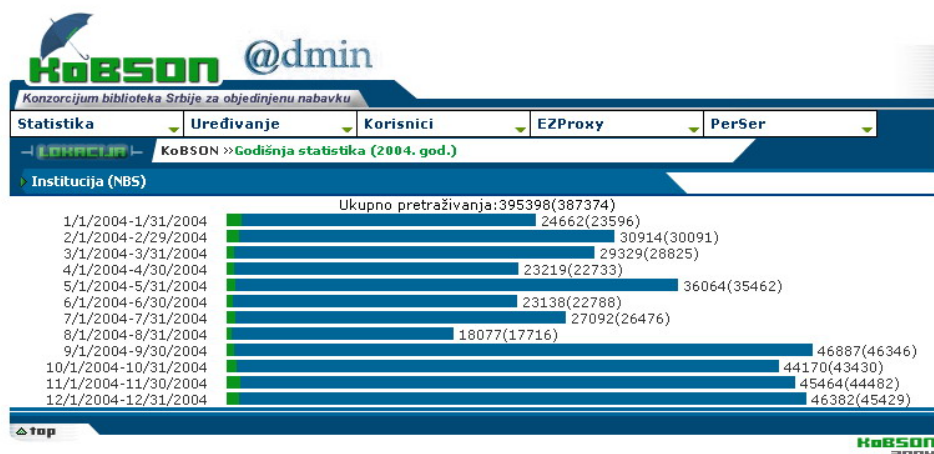 KoBSON @dmin
Konzorcijum biblioteka Srbije za objedinjenu nabavku
Statistika Uređivanje Korisnici EZProxy PerSer
LOKACIJA KoBSON »Godišnja statistika (2004. god.)
Institucija (NBS)
Ukupno pretraživanja:395398(387374)
1/1/2004-1/31/2004 24662(23596)
2/1/2004-2/29/2004 30914(30091)
3/1/2004-3/31/2004 29329(28825)
4/1/2004-4/30/2004 23219(22733)
5/1/2004-5/31/2004 36064(35462)
6/1/2004-6/30/2004 23138(22788)
7/1/2004-7/31/2004 27092(26476)
8/1/2004-8/31/2004 18077(17716)
9/1/2004-9/30/2004 46887(46346)
10/1/2004-10/31/2004 44170(43430)
11/1/2004-11/30/2004 45464(44482)
12/1/2004-12/31/2004 46382(45429)
top
KoBSON